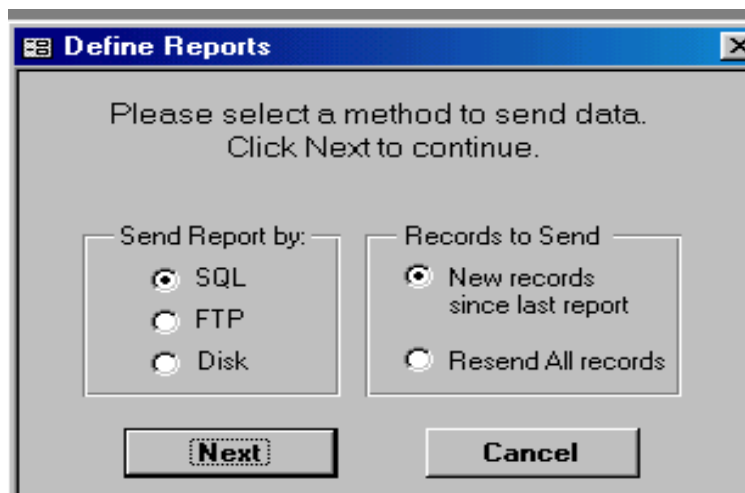 Define Reports
Please select a method to send data.
Click Next to continue.
Send Report by:
SQL
FTP
Disk
Records to Send
New records
since last report
Resend All records
Next
Cancel